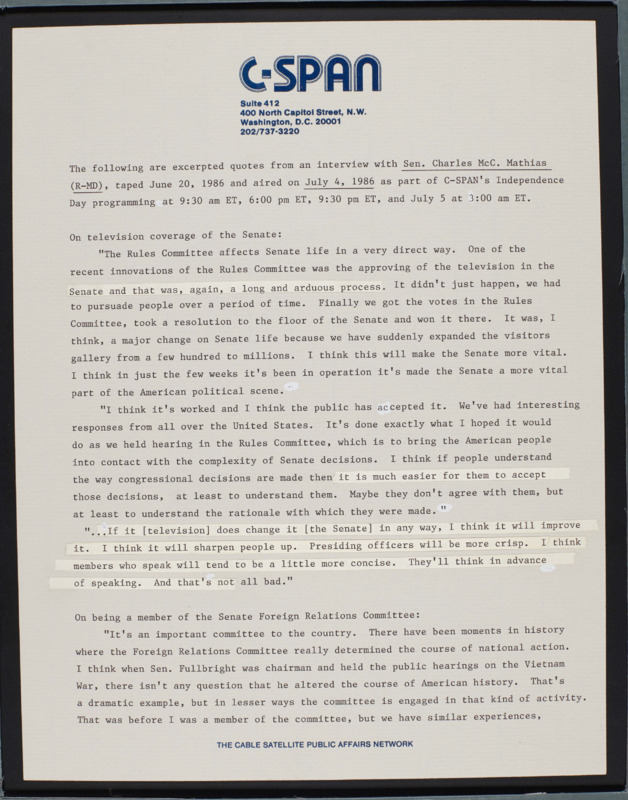 C-SPAN
Suite 412
400 North Capitol Street, N.W.
Washington, D.C. 20001
202/737-3220
The following are excerpted quotes from an interview with Sen. Charles McC. Mathias
(R-MD), taped June 20, 1986 and aired on July 4, 1986 as part of C-SPAN's Independence
Day programming at 9:30 am ET, 6:00 pm ET, 9:30 pm ET, and July 5 at 3:00 am ET.
On television coverage of the Senate:
"The Rules Committee affects Senate life in a very direct way. One of the
recent innovations of the Rules Committee was the approving of the television in the
Senate and that was, again, a long and arduous process. It didn't just happen, we had
to pursuade people over a period of time. Finally we got the votes in the Rules
Committee, took a resolution to the floor of the Senate and won it there. It was, I
think, a major change on Senate life because we have suddenly expanded the visitors
gallery from a few hundred to millions. I think this will make the Senate more vital.
I think in just the few weeks it's been in operation it's made the Senate a more vital
part of the American political scene.
"I think it's worked and I think the public has accepted it. We've had interesting
responses from all over the United States. It's done exactly what I hoped it would
do as we held hearing in the Rules Committee, which is to bring the American people
into contact with the complexity of Senate decisions. I think if people understand
the way congressional decisions are made then it is much easier for them to accept
those decisions, at least to understand them. Maybe they don't agree with them, but
at least to understand the rationale with which they were made."
"...If it [television] does change it [the Senate] in any way, I think it will improve
it. I think it will sharpen people up. Presiding officers will be more crisp. I think
members who speak will tend to be a little more concise. They'll think in advance
of speaking. And that's not all bad."
On being a member of the Senate Foreign Relations Committee:
"It's an important committee to the country. There have been moments in history
where the Foreign Relations Committee really determined the course of national action.
I think when Sen. Fullbright was chairman and held the public hearings on the Vietnam
War, there isn't any question that he altered the course of American history. That's
a dramatic example, but in lesser ways the committee is engaged in that kind of activity.
That was before I was a member of the committee, but we have similar experiences,
THE CABLE SATELLITE PUBLIC AFFAIRS NETWORK